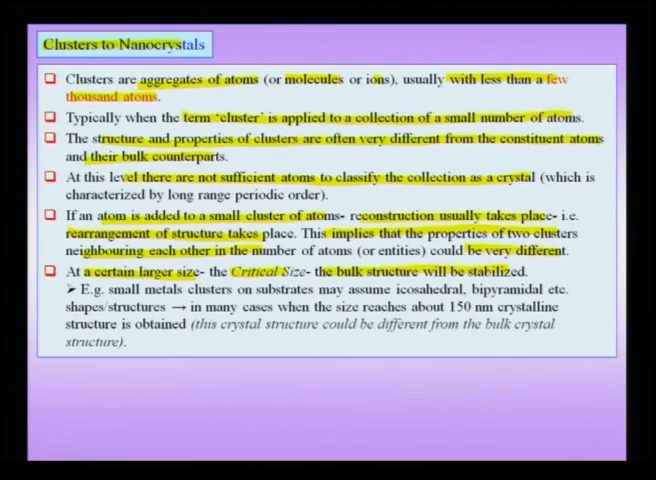 Clusters to Nanocrystals
Clusters are aggregates of atoms (or molecules or ions), usually with less than a few
thousand atoms.
Typically when the term ‘cluster’ is applied to a collection of a small number of atoms.
The structure and properties of clusters are often very different from the constituent atoms
and their bulk counterparts.
At this level there are not sufficient atoms to classify the collection as a crystal (which is
characterized by long range periodic order).
If an atom is added to a small cluster of atoms- reconstruction usually takes place- i.e.
rearrangement of structure takes place. This implies that the properties of two clusters
neighbouring each other in the number of atoms (or entities) could be very different.
At a certain larger size- the Critical Size- the bulk structure will be stabilized.
➤ E.g. small metals clusters on substrates may assume icosahedral, bipyramidal etc.
shapes/structures → in many cases when the size reaches about 150 nm crystalline
structure is obtained (this crystal structure could be different from the bulk crystal
structure).